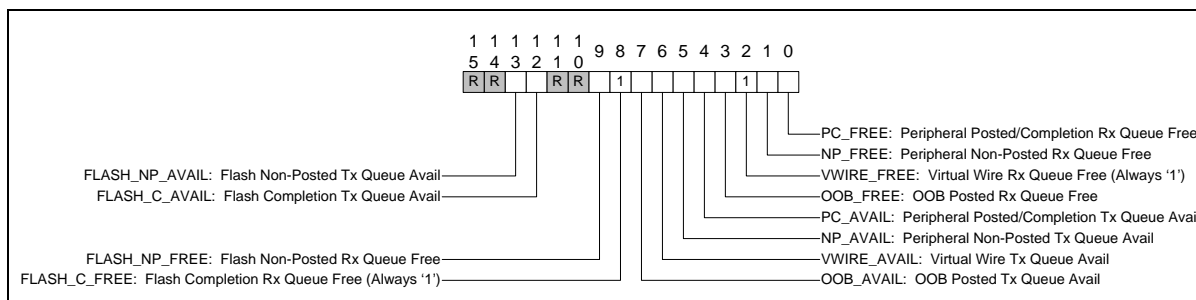 1 1 1 1 1 1
5 4 3 2 1 0 9 8 7 6 5 4 3 2 1 0
R R R R 1 1
PC_FREE: Peripheral Posted/Completion Rx Queue Free
NP_FREE: Peripheral Non-Posted Rx Queue Free
FLASH_NP_AVAIL: Flash Non-Posted Tx Queue Avail
VWIRE_FREE: Virtual Wire Rx Queue Free (Always ‘1’)
FLASH_C_AVAIL: Flash Completion Tx Queue Avail
OOB_FREE: OOB Posted Rx Queue Free
PC_AVAIL: Peripheral Posted/Completion Tx Queue Avai
NP_AVAIL: Peripheral Non-Posted Tx Queue Avail
FLASH_NP_FREE: Flash Non-Posted Rx Queue Free
VWIRE_AVAIL: Virtual Wire Tx Queue Avail
FLASH_C_FREE: Flash Completion Rx Queue Free (Always ‘1’)
OOB_AVAIL: OOB Posted Tx Queue Avail